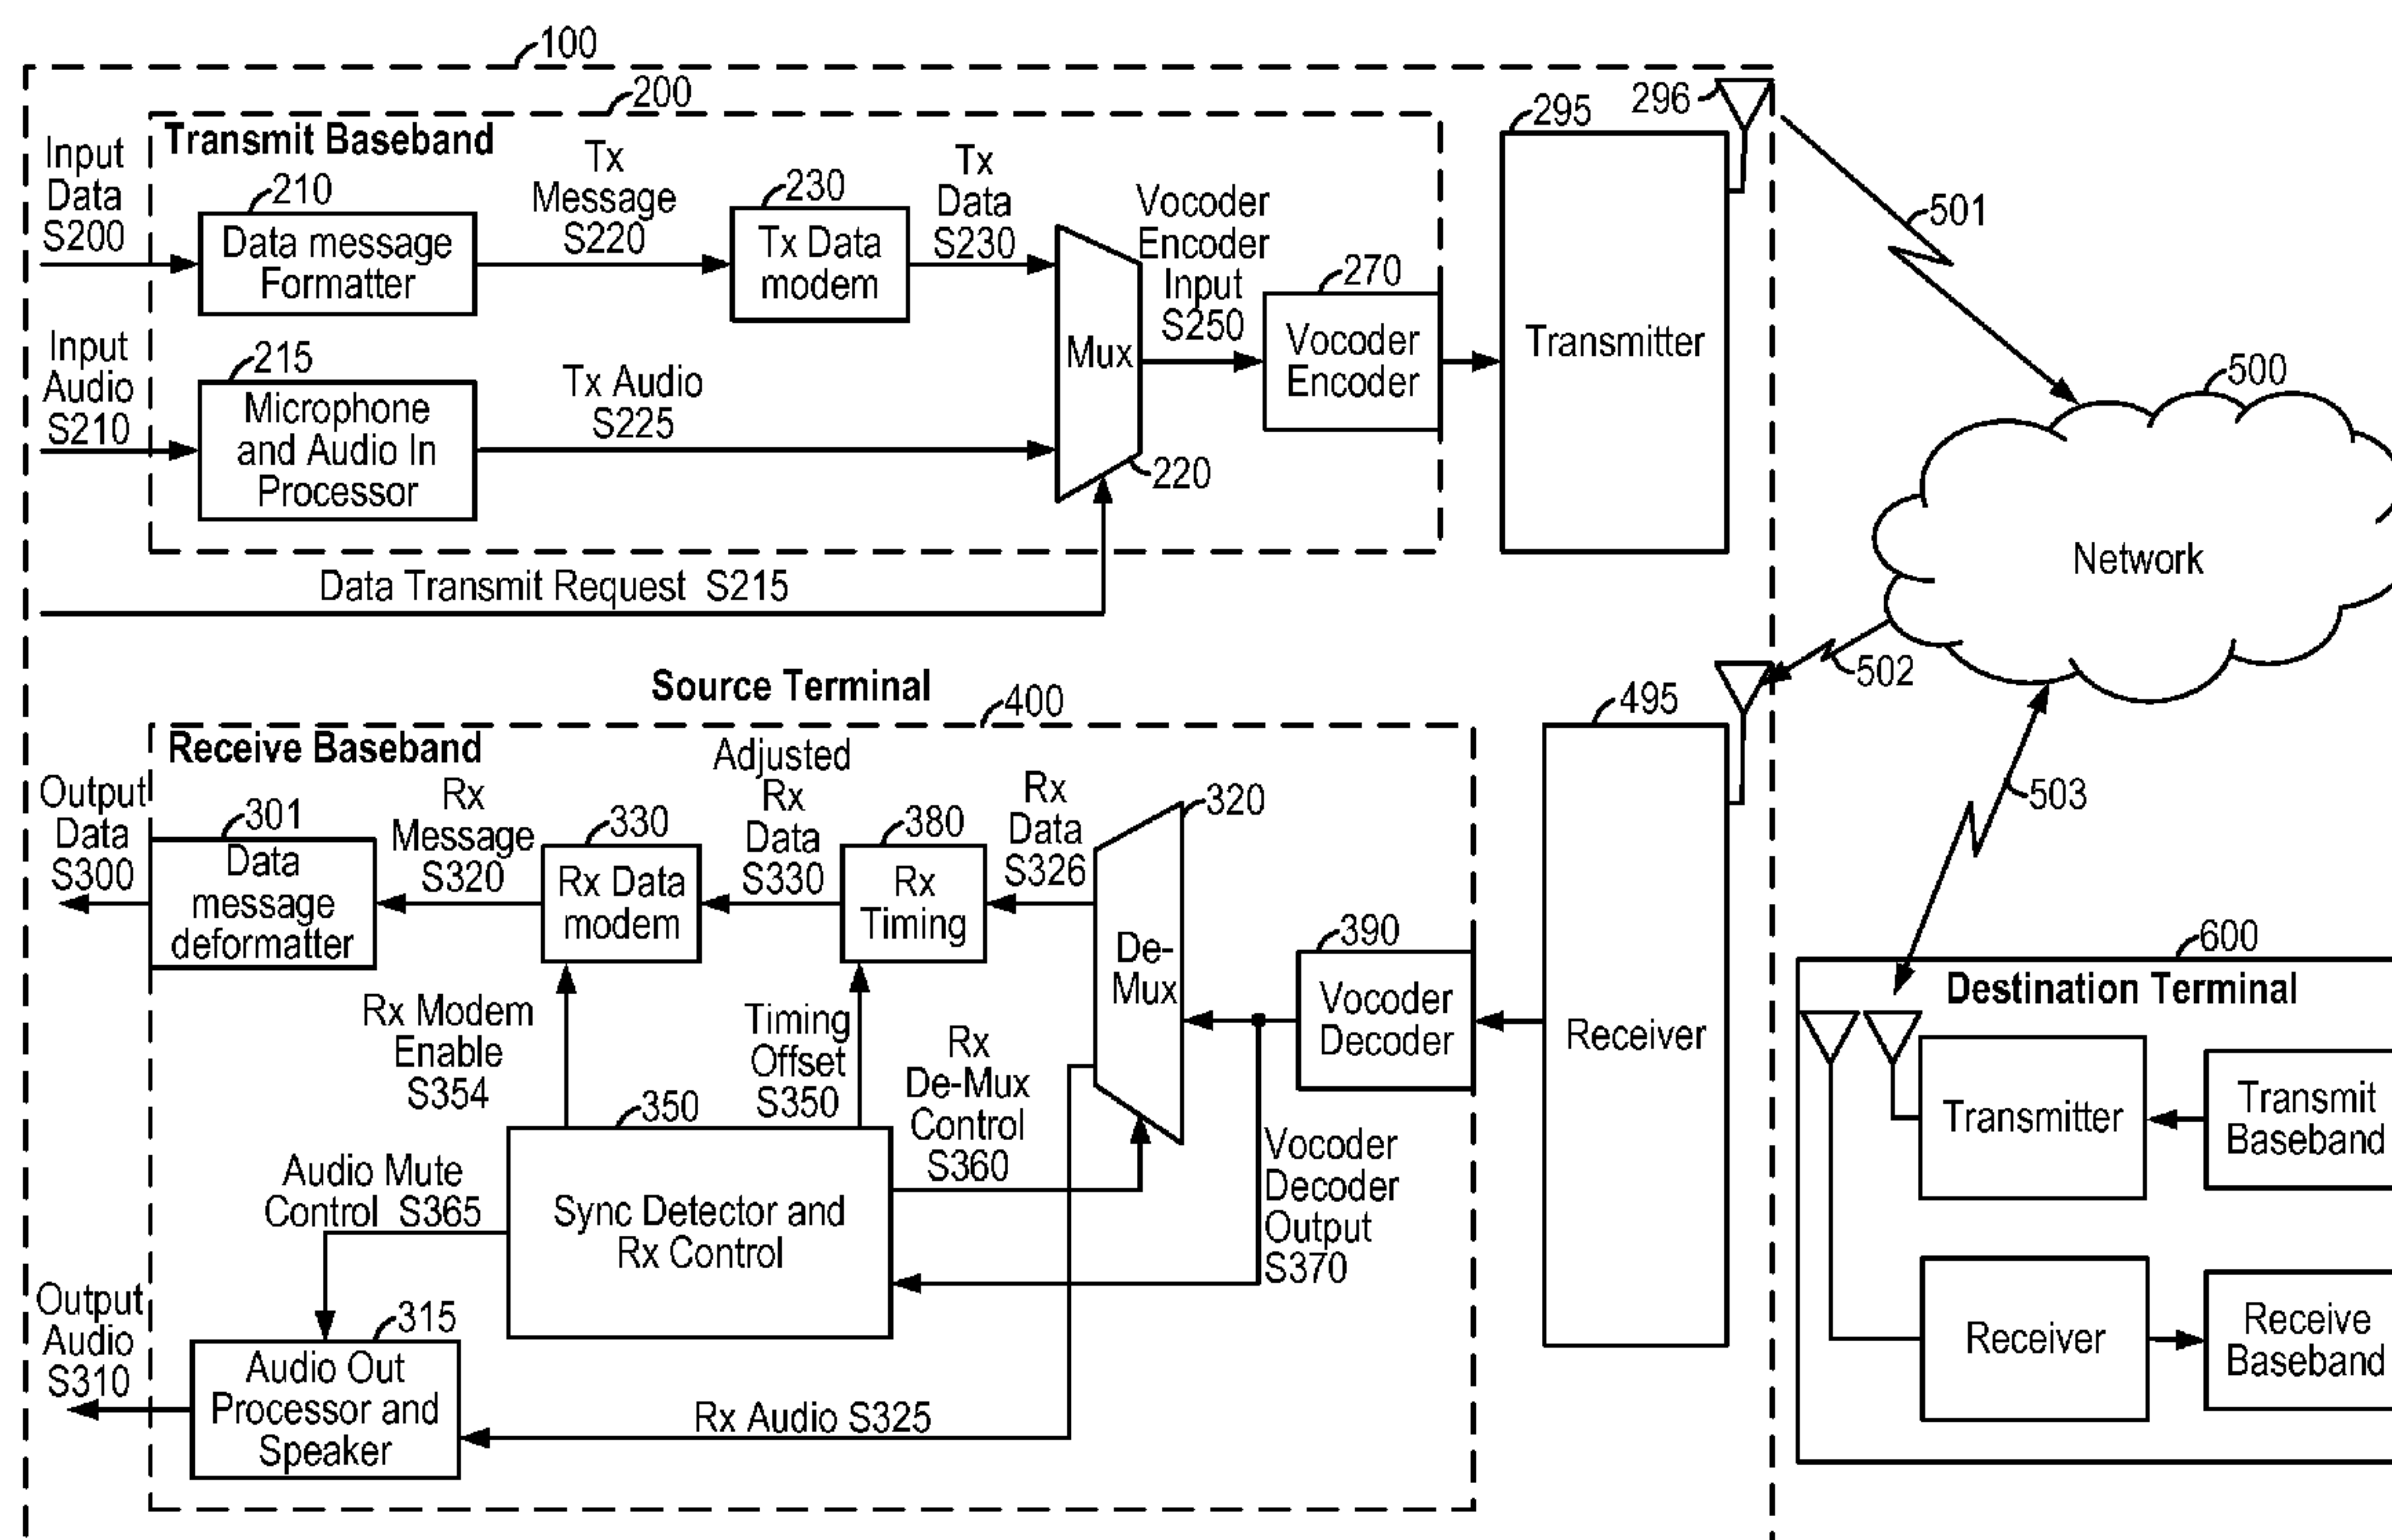 100
200
Transmit Baseband
Input
Data
S200
210
Data message
Formatter
Tx
Message
S220
230
Tx Data
modem
Tx
Data
S230
Vocoder
Encoder
Input
S250
270
Vocoder
Encoder
295
Transmitter
296
501
Input
Audio
S210
215
Microphone
and Audio In
Processor
Tx Audio
S225
Mux
220
Data Transmit Request S215
500
Network
502
503
Source Terminal
400
Receive Baseband
Output
Data
S300
301
Data
message
deformatter
Rx
Message
S320
330
Rx Data
modem
Adjusted
Rx
Data
S330
380
Rx
Timing
Rx
Data
S326
320
De-
Mux
390
Vocoder
Decoder
495
Receiver
Rx Modem
Enable
S354
Timing
Offset
S350
Rx
De-Mux
Control
S360
350
Sync Detector and
Rx Control
Vocoder
Decoder
Output
S370
Audio Mute
Control S365
Output
Audio
S310
315
Audio Out
Processor and
Speaker
Rx Audio S325
600
Destination Terminal
Transmitter
Transmit
Baseband
Receiver
Receive
Baseband